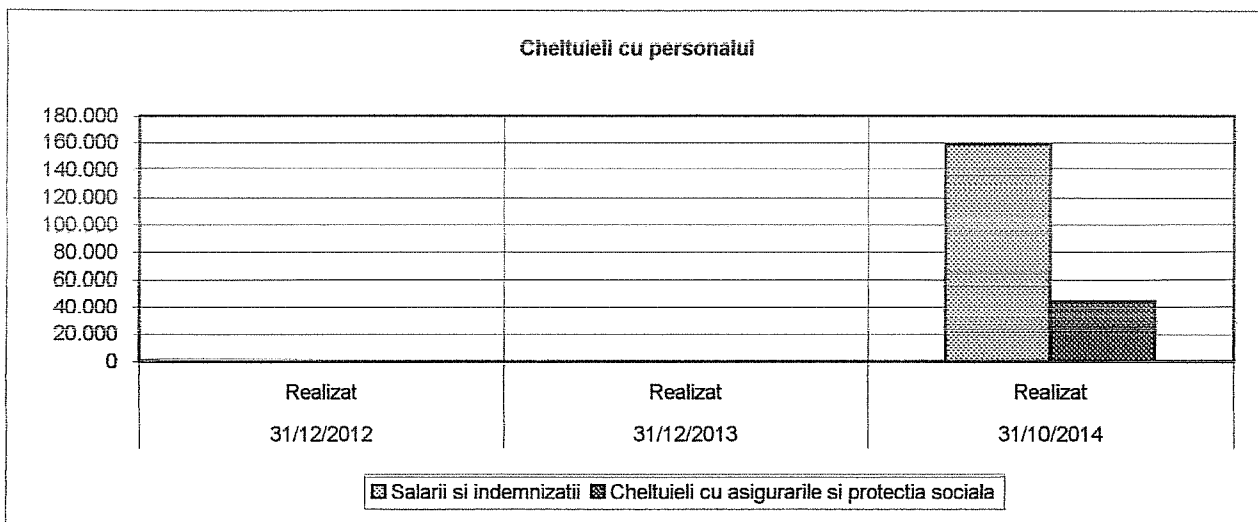 Cheltuieli cu personalul
180.000
160.000
140.000
120.000
100.000
80.000
60.000
40.000
20.000
0
Realizat Realizat Realizat
31/12/2012 31/12/2013 31/10/2014
Salarii si indemnizatii Cheltuieli cu asigurarile si protectia sociala